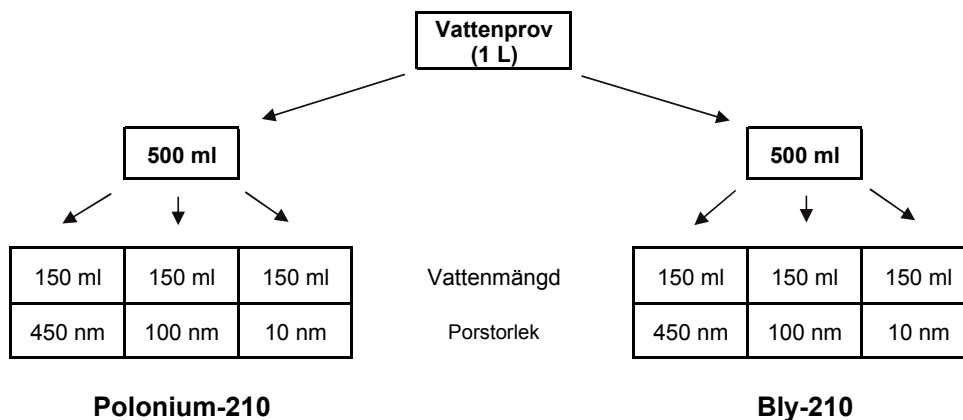 Vattenprov
(1 L)
500 ml
500 ml
150 ml 150 ml 150 ml Vattenmängd 150 ml 150 ml 150 ml
450 nm 100 nm 10 nm Porstorlek 450 nm 100 nm 10 nm
Polonium-210 Bly-210